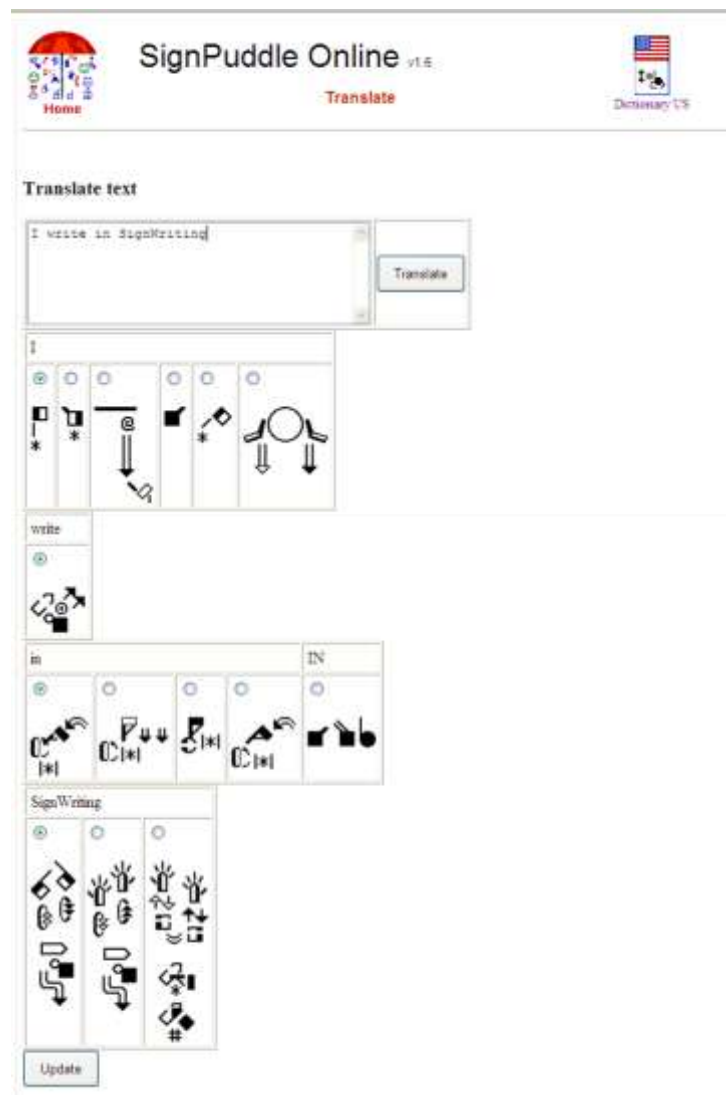 SignPuddle Online v1.6
Home
Translate
Dictionary US
Translate text
I write in SignWriting
Translate
I
write
in IN
SignWriting
Update